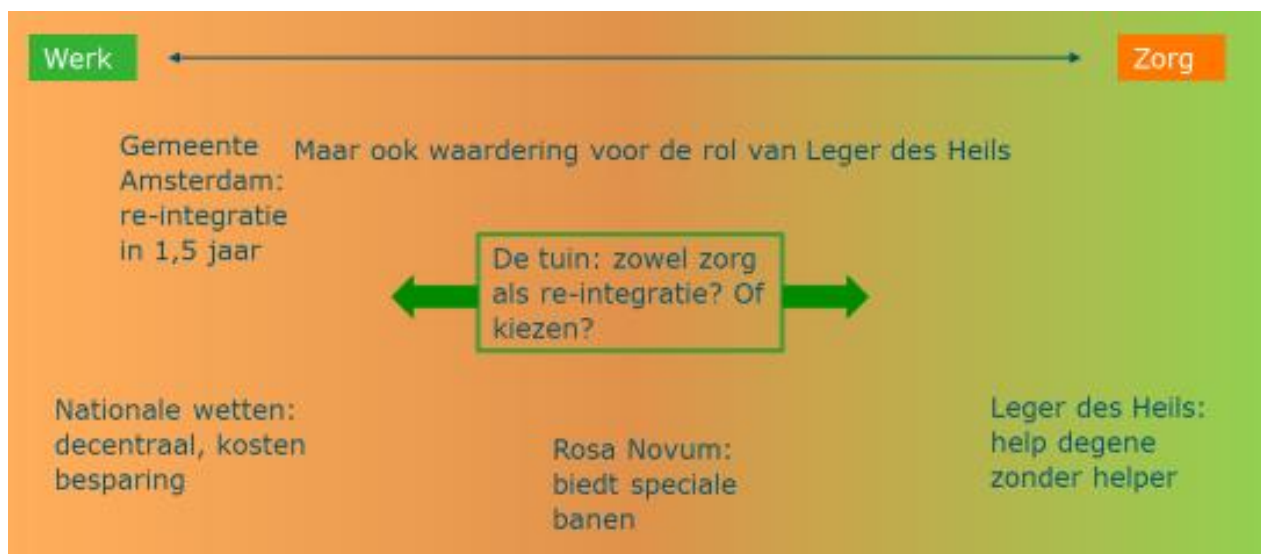 Werk
Zorg
Gemeente
Amsterdam:
re-integratie
in 1,5 jaar
Maar ook waardering voor de rol van Leger des Heils
De tuin: zowel zorg
als re-integratie? Of
kiezen?
Nationale wetten:
decentraal, kosten
besparing
Rosa Novum:
biedt speciale
banen
Leger des Heils:
help degene
zonder helper